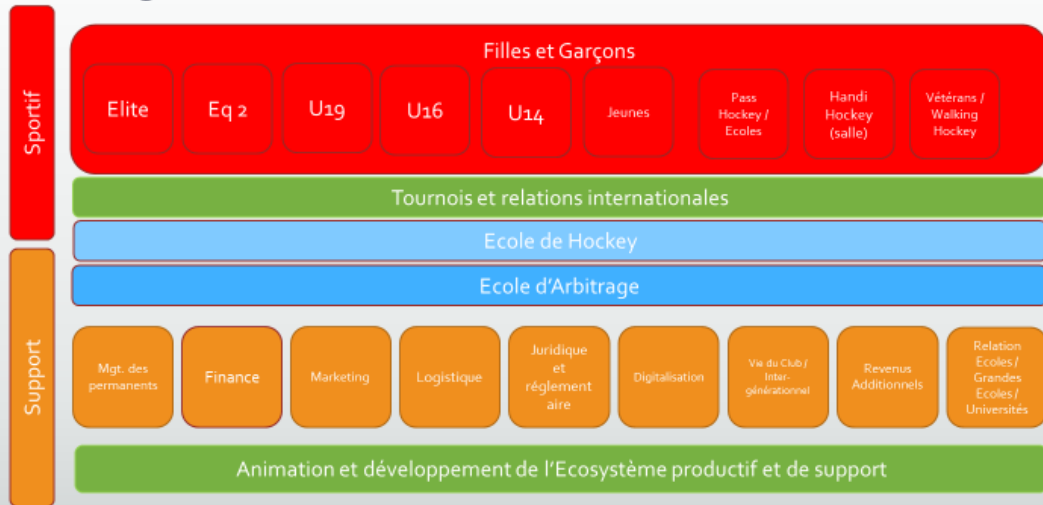 Sportif
Filles et Garçons
Elite
Eq 2
U19
U16
U14
Jeunes
Pass
Hockey /
Ecoles
Handi
Hockey
(salle)
Vétérans /
Walking
Hockey
Tournois et relations internationales
Ecole de Hockey
Ecole d'Arbitrage
Support
Mgt. des
permanents
Finance
Marketing
Logistique
Juridique
et
réglement
aire
Digitalisation
Vie du Club /
Inter-
générationnel
Revenus
Additionnels
Relation
Ecoles /
Grandes
Ecoles /
Universités
Animation et développement de l'Ecosystème productif et de support